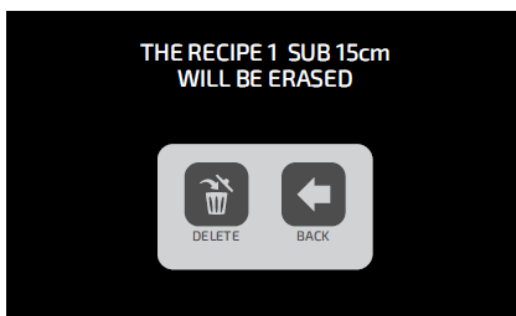 THE RECIPE 1 SUB 15cm
WILL BE ERASED
DELETE
BACK